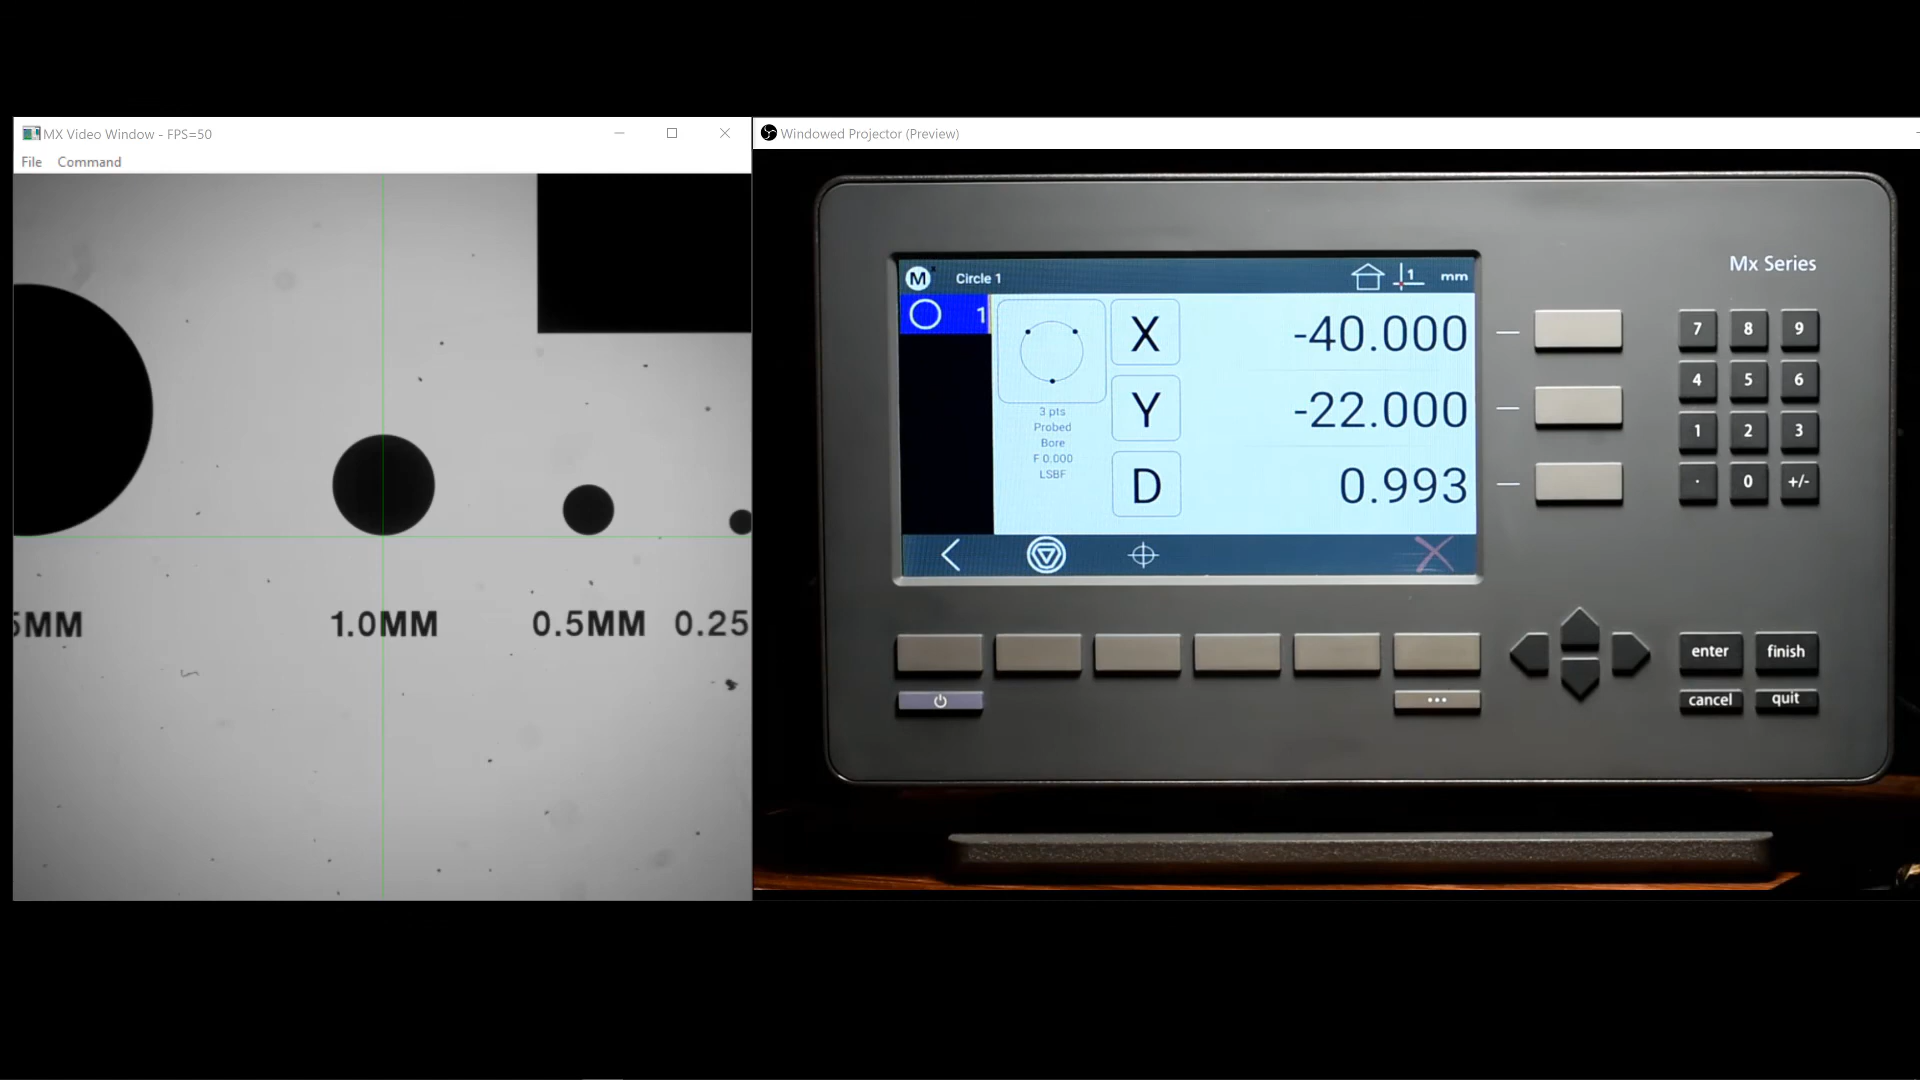 MX Video Window - FPS=50
File Command
5MM 1.0MM 0.5MM 0.25
Windowed Projector (Preview)
Mx Series
M Circle 1 1 mm
1
3 pts
Probed
Bore
F 0.000
LSBF
X -40.000
Y -22.000
D 0.993
7 8 9
4 5 6
1 2 3
. 0 +/-
enter finish
cancel quit